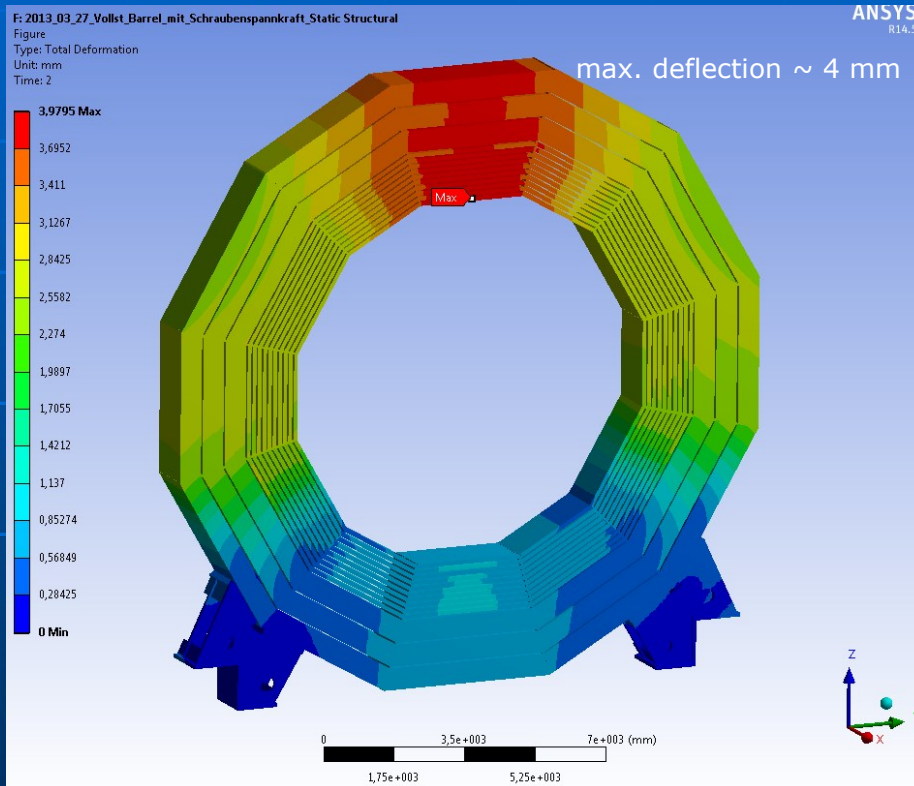 F: 2013_03_27_Vollst_Barrel_mit_Schraubenspannkraft_Static Structural
Figure
Type: Total Deformation
Unit: mm
Time: 2
ANSYS
R14.5
max. deflection ~ 4 mm
3,9795 Max
3,6952
3,411
3,1267
2,8425
2,5582
2,274
1,9897
1,7055
1,4212
1,137
0,85274
0,56849
0,28425
0 Min
Max
0
3,5e+003
7e+003 (mm)
1,75e+003
5,25e+003
Z
X